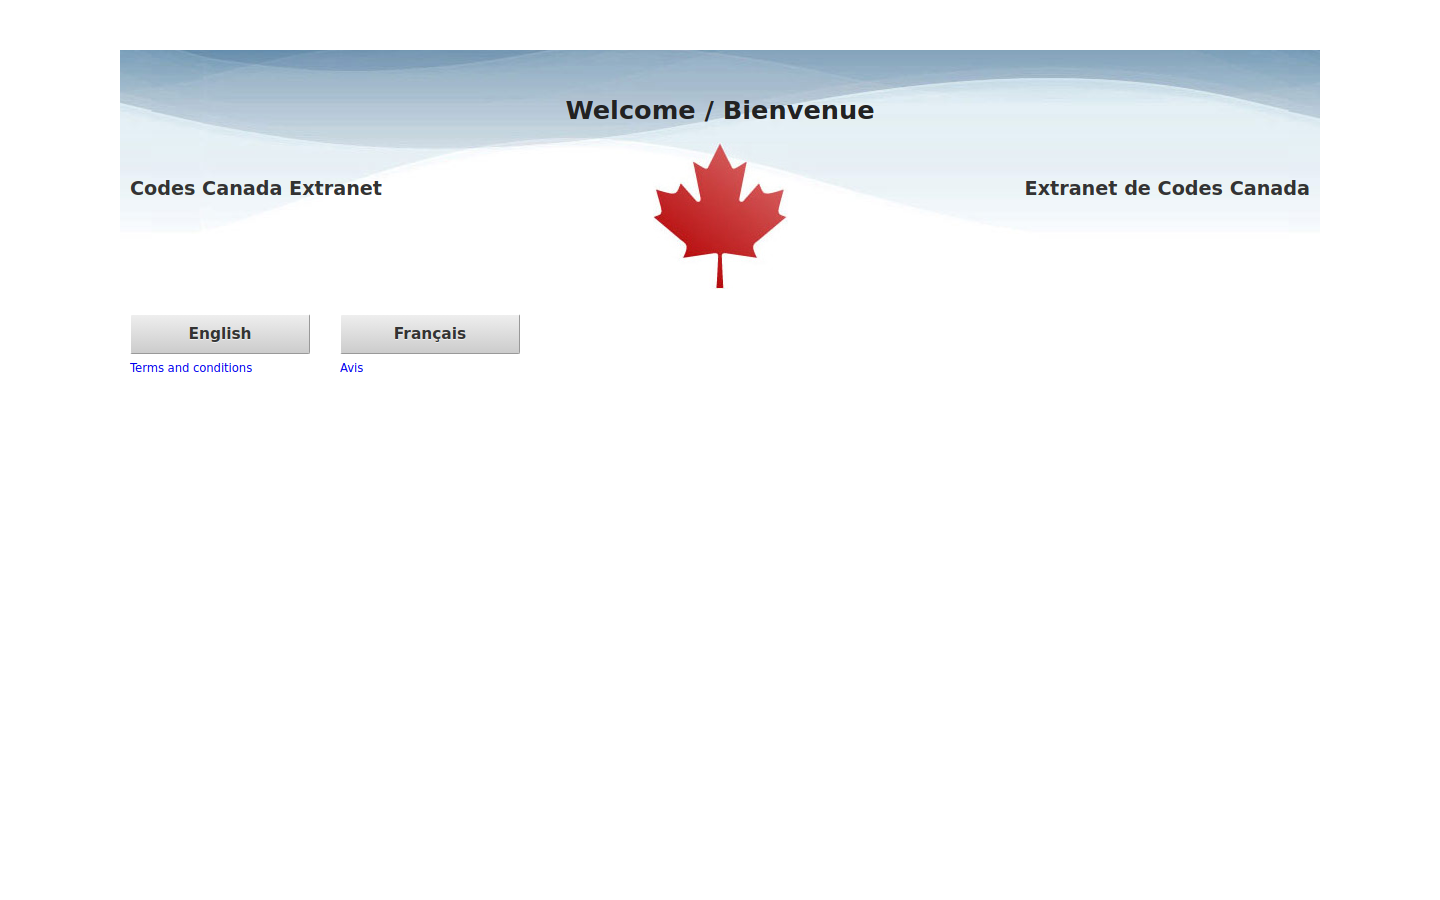 Welcome / Bienvenue
Codes Canada Extranet
Extranet de Codes Canada
English
Français
Terms and conditions
Avis